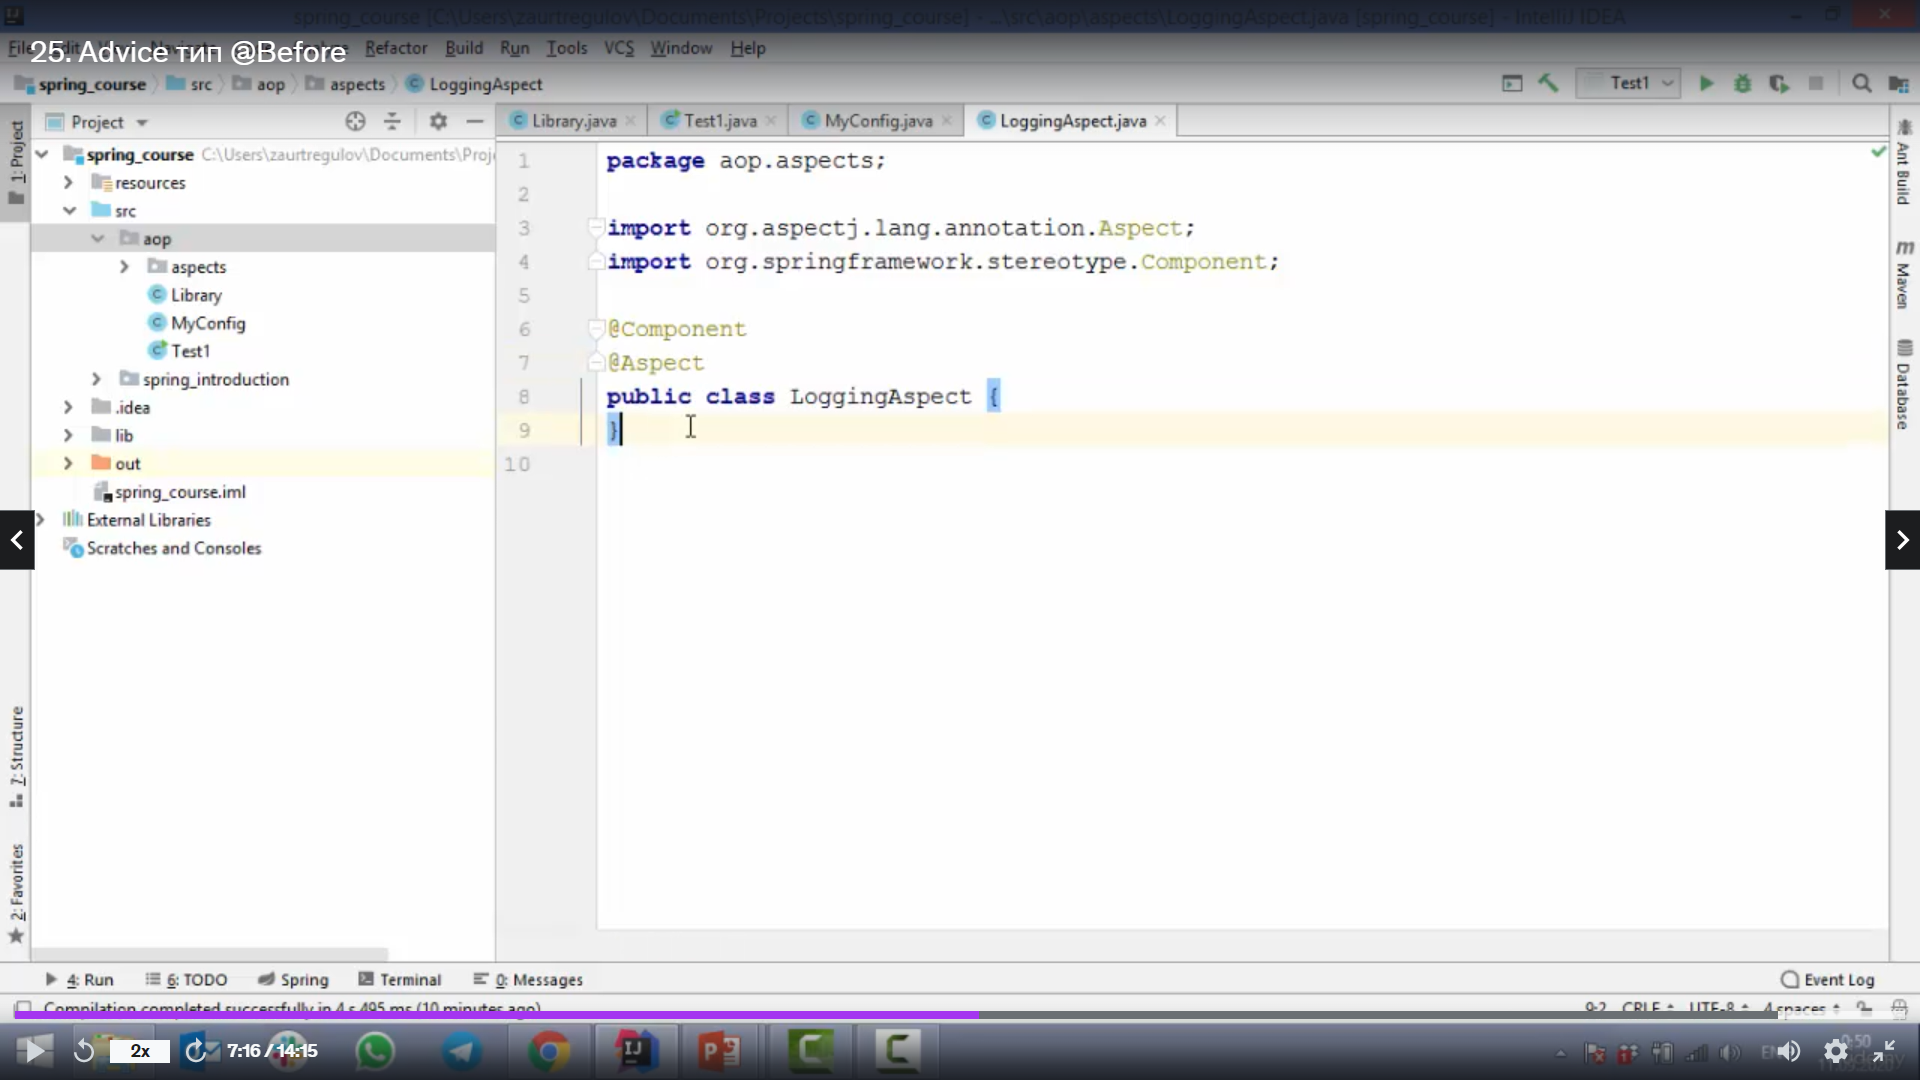 spring_course [C:\Users\zaurtregulov\Documents\Projects\spring_course] - ...\src\aop\aspects\LoggingAspect.java [spring_course] - IntelliJ IDEA
25. Advice тип @Before
Refactor Build Run Tools VCS Window Help
spring_course src aop aspects LoggingAspect
Test1
Project
Library.java Test1.java MyConfig.java LoggingAspect.java
1: Project
spring_course C:\Users\zaurtregulov\Documents\Proj
resources
src
aop
aspects
Library
MyConfig
Test1
spring_introduction
.idea
lib
out
spring_course.iml
External Libraries
Scratches and Consoles
7: Structure
2: Favorites
1 package aop.aspects;
2
3 import org.aspectj.lang.annotation.Aspect;
4 import org.springframework.stereotype.Component;
5
6 @Component
7 @Aspect
8 public class LoggingAspect {
9 }
10
Ant Build
Maven
Database
4: Run 6: TODO Spring Terminal 0: Messages
Event Log
Compilation completed successfully in 4 s 495 ms (10 minutes ago)
9:2 CRLF UTF-8 4 spaces
2x 7:16 / 14:15